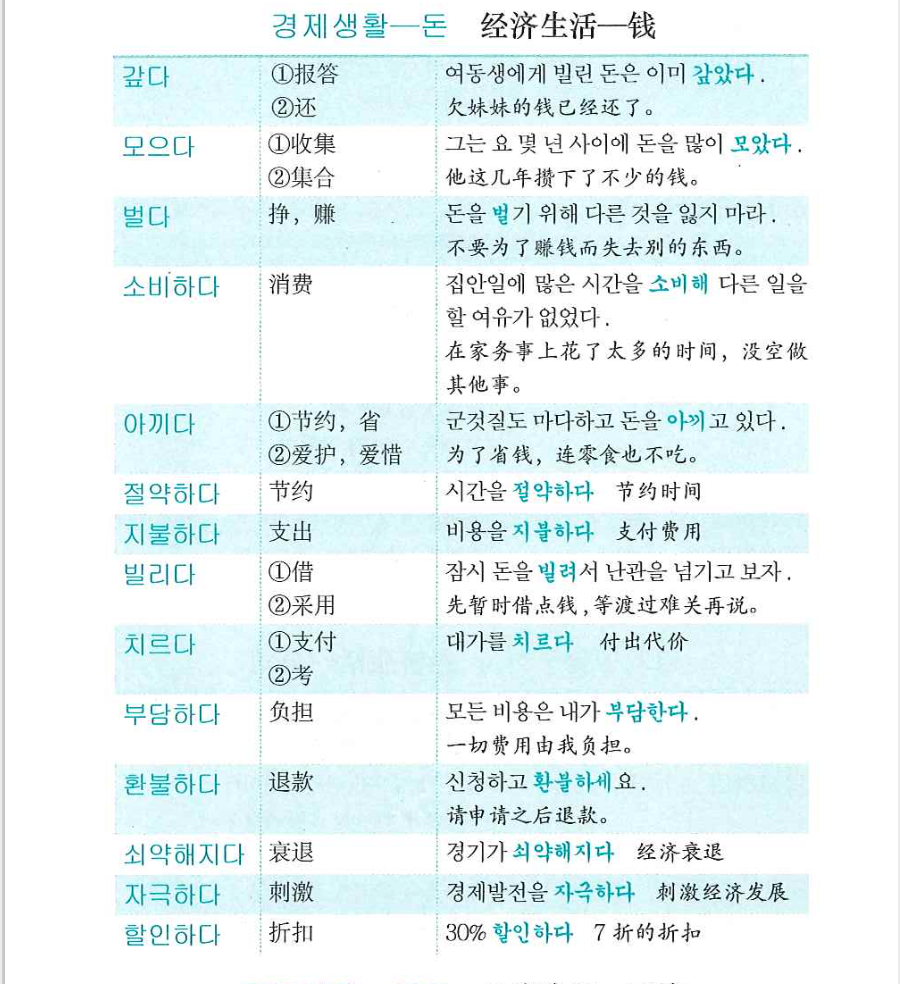 경제생활—돈 经济生活—钱
갚다 ①报答 여동생에게 빌린 돈은 이미 갚았다.
②还 欠妹妹的钱已经还了。
모으다 ①收集 그는 요 몇 년 사이에 돈을 많이 모았다.
②集合 他这几年攒下了不少的钱。
벌다 挣，赚 돈을 벌기 위해 다른 것을 잃지 마라.
不要为了赚钱而失去别的东西。
소비하다 消费 집안일에 많은 시간을 소비해 다른 일을
할 여유가 없었다.
在家务事上花了太多的时间，没空做
其他事。
아끼다 ①节约，省 군것질도 마다하고 돈을 아끼고 있다.
②爱护，爱惜 为了省钱，连零食也不吃。
절약하다 节约 시간을 절약하다 节约时间
지불하다 支出 비용을 지불하다 支付费用
빌리다 ①借 잠시 돈을 빌려서 난관을 넘기고 보자.
②采用 先暂时借点钱,等渡过难关再说。
치르다 ①支付 대가를 치르다 付出代价
②考
부담하다 负担 모든 비용은 내가 부담한다.
一切费用由我负担。
환불하다 退款 신청하고 환불하세요.
请申请之后退款。
쇠약해지다 衰退 경기가 쇠약해지다 经济衰退
자극하다 刺激 경제발전을 자극하다 刺激经济发展
할인하다 折扣 30% 할인하다 7折的折扣